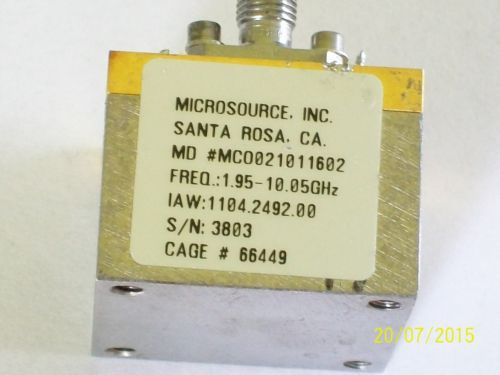 MICROSOURCE, INC.
SANTA ROSA, CA.
MD #MCO021011602
FREQ.:1.95-10.05GHz
IAW:1104.2492.00
S/N: 3803
CAGE # 66449
20/07/2015